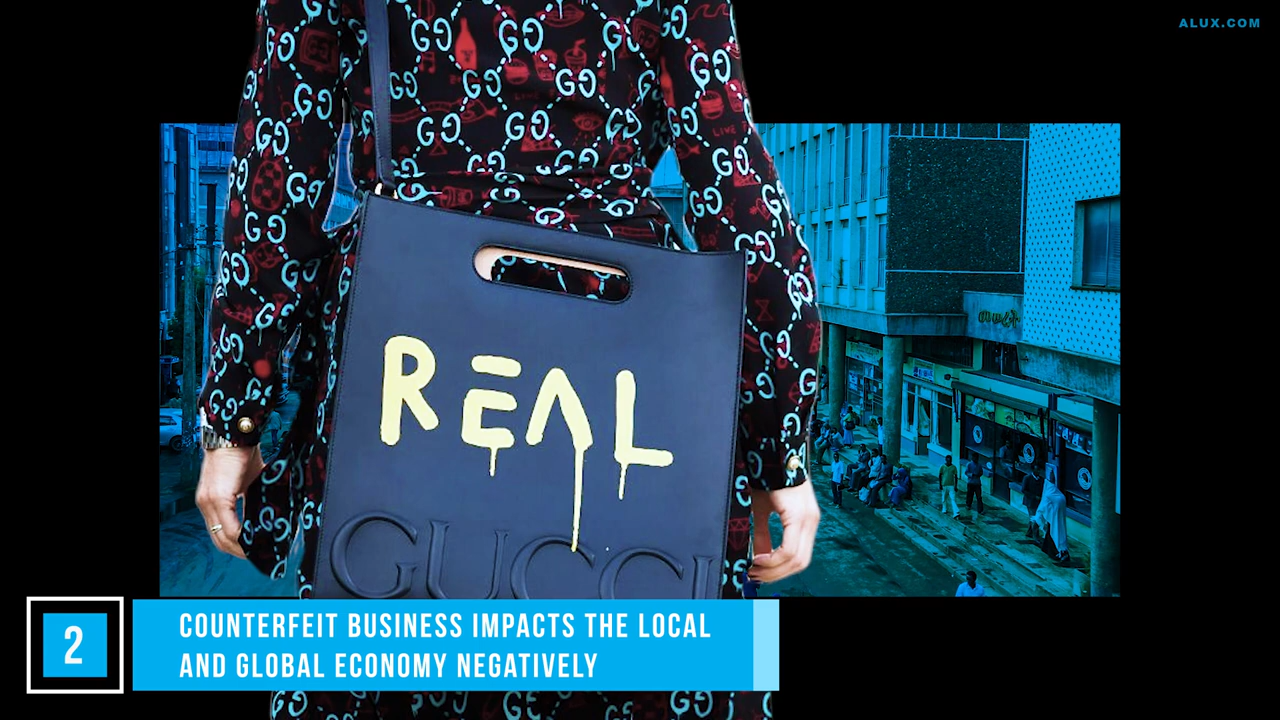 ALUX.COM
REAL
GUCCI
2
COUNTERFEIT BUSINESS IMPACTS THE LOCAL
AND GLOBAL ECONOMY NEGATIVELY